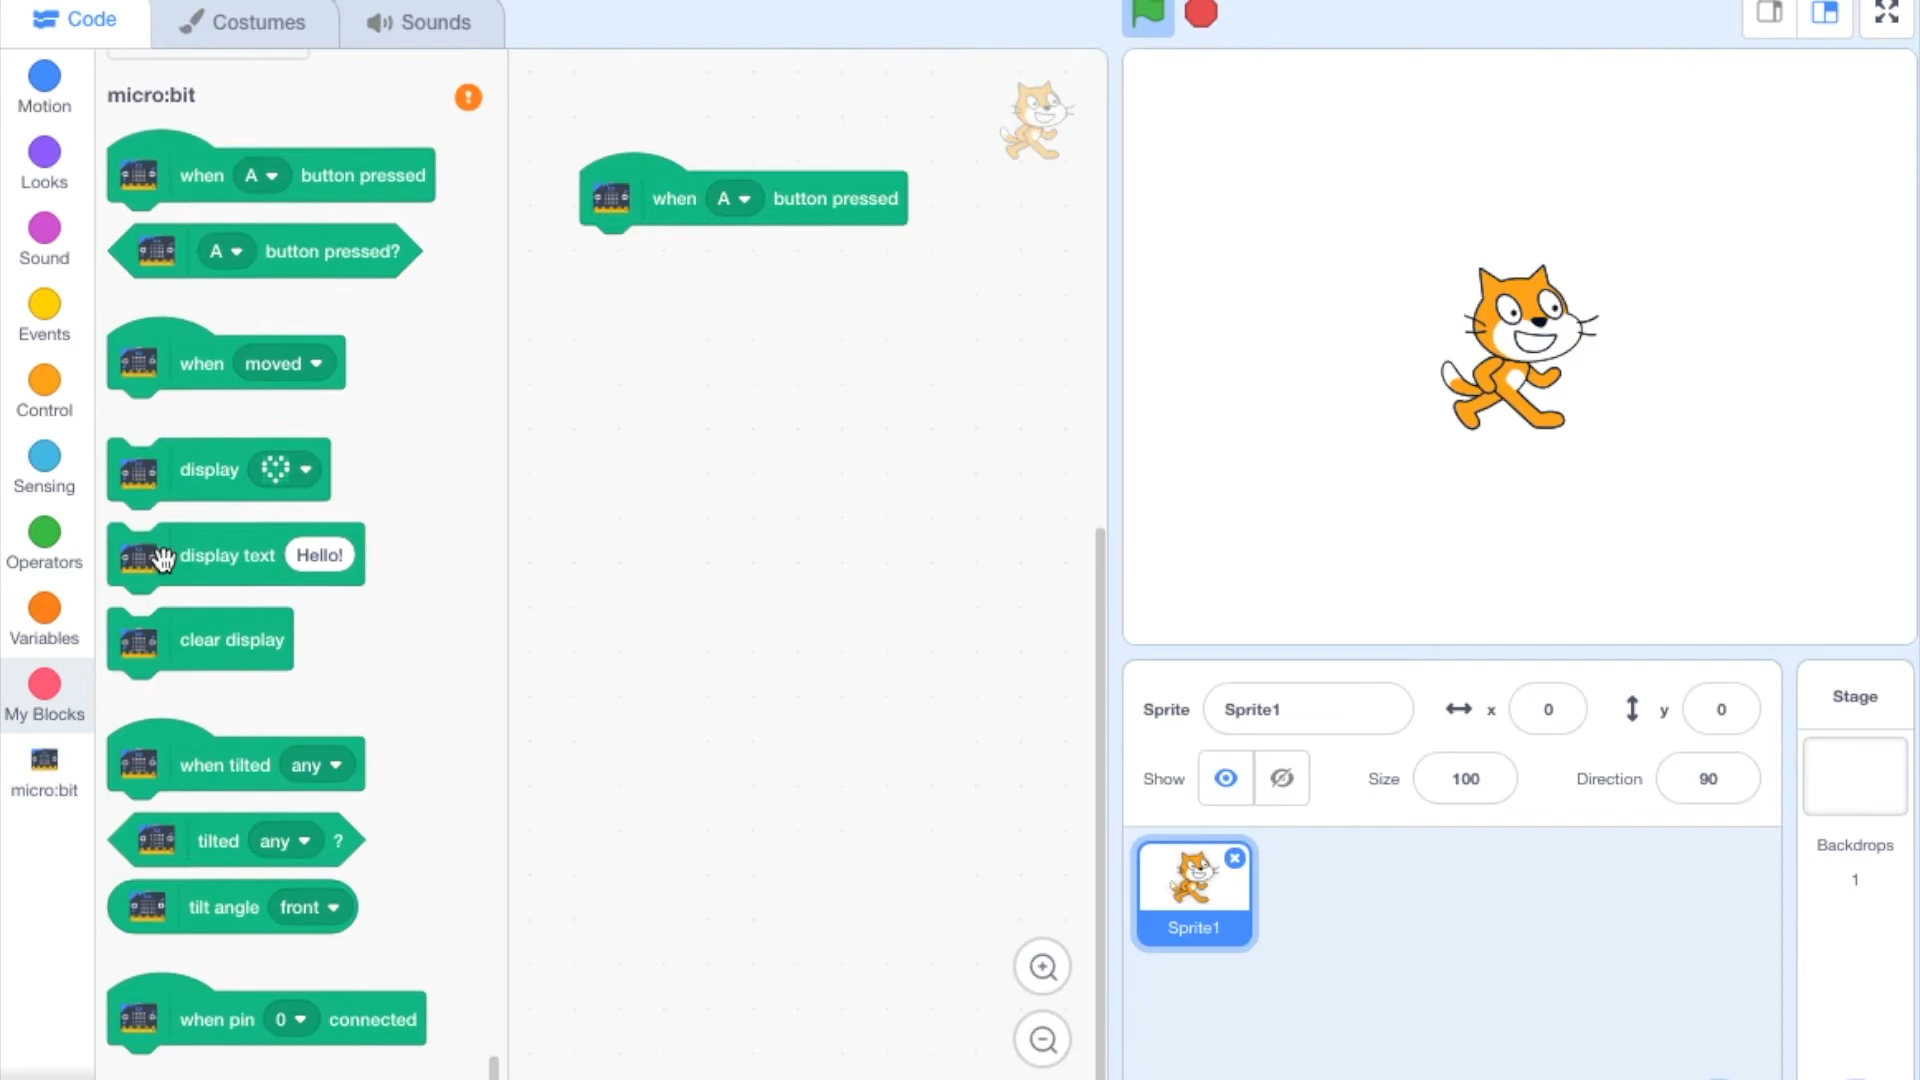 Code
Costumes
Sounds
Motion
Looks
Sound
Events
Control
Sensing
Operators
Variables
My Blocks
micro:bit
micro:bit
!
when A button pressed
A button pressed?
when moved
display
display text Hello!
clear display
when tilted any
tilted any ?
tilt angle front
when pin 0 connected
when A button pressed
Sprite Sprite1 x 0 y 0
Show Size 100 Direction 90
Sprite1
Stage
Backdrops
1